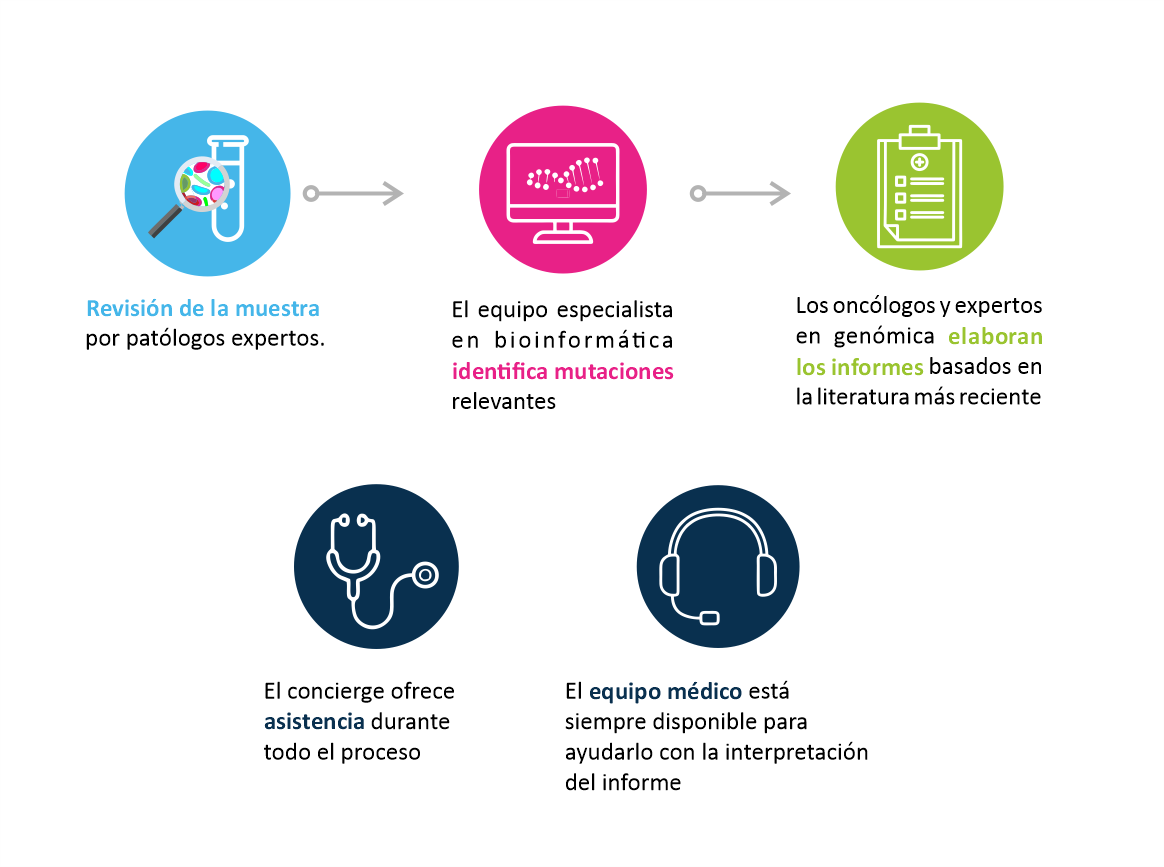 Revisión de la muestra
por patólogos expertos.
El equipo especialista
en bioinformática
identifica mutaciones
relevantes
Los oncólogos y expertos
en genómica elaboran
los informes basados en
la literatura más reciente
El concierge ofrece
asistencia durante
todo el proceso
El equipo médico está
siempre disponible para
ayudarlo con la interpretación
del informe